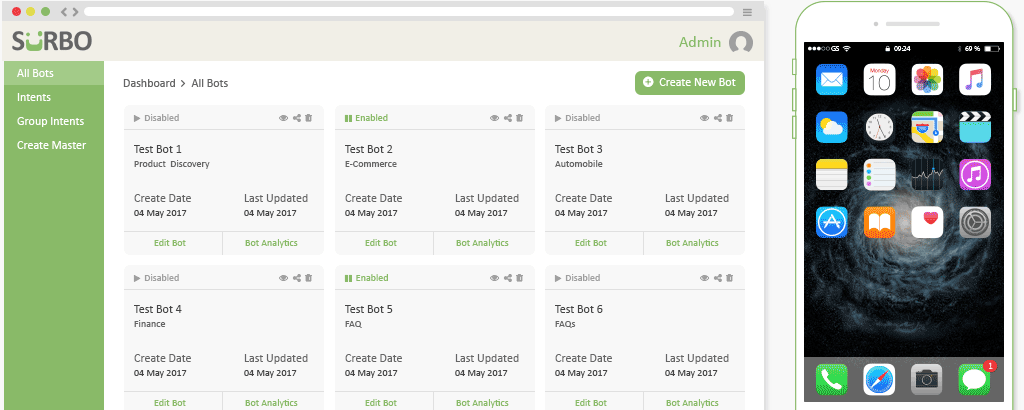 SURBO
Admin
All Bots
Intents
Group Intents
Create Master
Dashboard > All Bots
Create New Bot
Disabled
Test Bot 1
Product Discovery
Create Date Last Updated
04 May 2017 04 May 2017
Edit Bot Bot Analytics
Enabled
Test Bot 2
E-Commerce
Create Date Last Updated
04 May 2017 04 May 2017
Edit Bot Bot Analytics
Disabled
Test Bot 3
Automobile
Create Date Last Updated
04 May 2017 04 May 2017
Edit Bot Bot Analytics
Disabled
Test Bot 4
Finance
Create Date Last Updated
04 May 2017 04 May 2017
Edit Bot Bot Analytics
Enabled
Test Bot 5
FAQ
Create Date Last Updated
04 May 2017 04 May 2017
Edit Bot Bot Analytics
Disabled
Test Bot 6
FAQs
Create Date Last Updated
04 May 2017 04 May 2017
Edit Bot Bot Analytics
GS 09:24 69 %
Monday
10
1